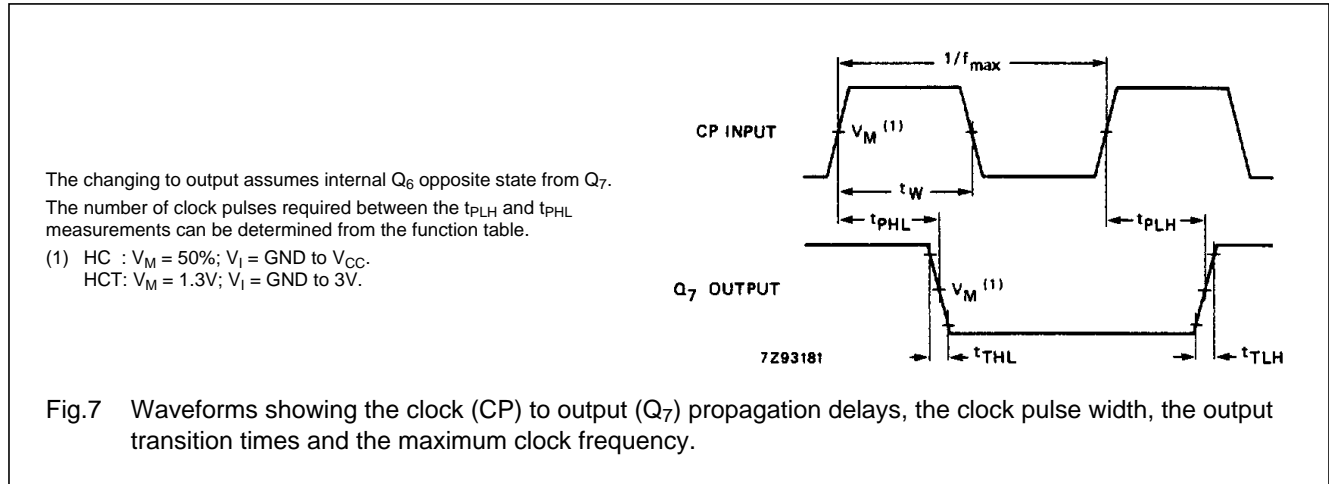 The changing to output assumes internal Q6 opposite state from Q7.
The number of clock pulses required between the tPLH and tPHL
measurements can be determined from the function table.
(1) HC : VM = 50%; VI = GND to VCC.
HCT: VM = 1.3V; VI = GND to 3V.
1/fmax
CP INPUT
VM (1)
tW
tPHL
tPLH
Q7 OUTPUT
VM (1)
7Z93181
tTHL
tTLH
Fig.7 Waveforms showing the clock (CP) to output (Q7) propagation delays, the clock pulse width, the output
transition times and the maximum clock frequency.